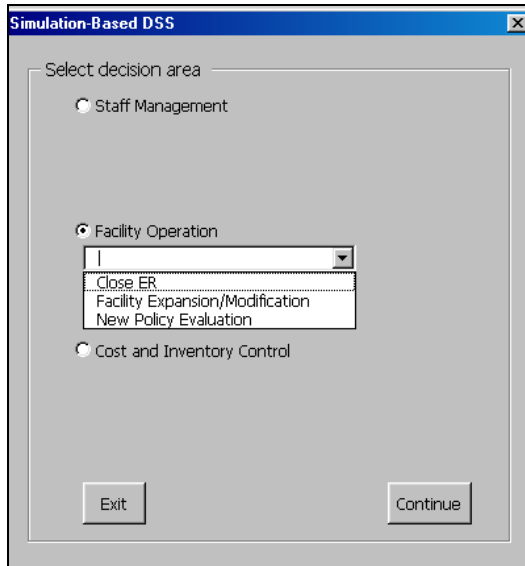 Simulation-Based DSS
Select decision area
Staff Management
Facility Operation
Close ER
Facility Expansion/Modification
New Policy Evaluation
Cost and Inventory Control
Exit Continue